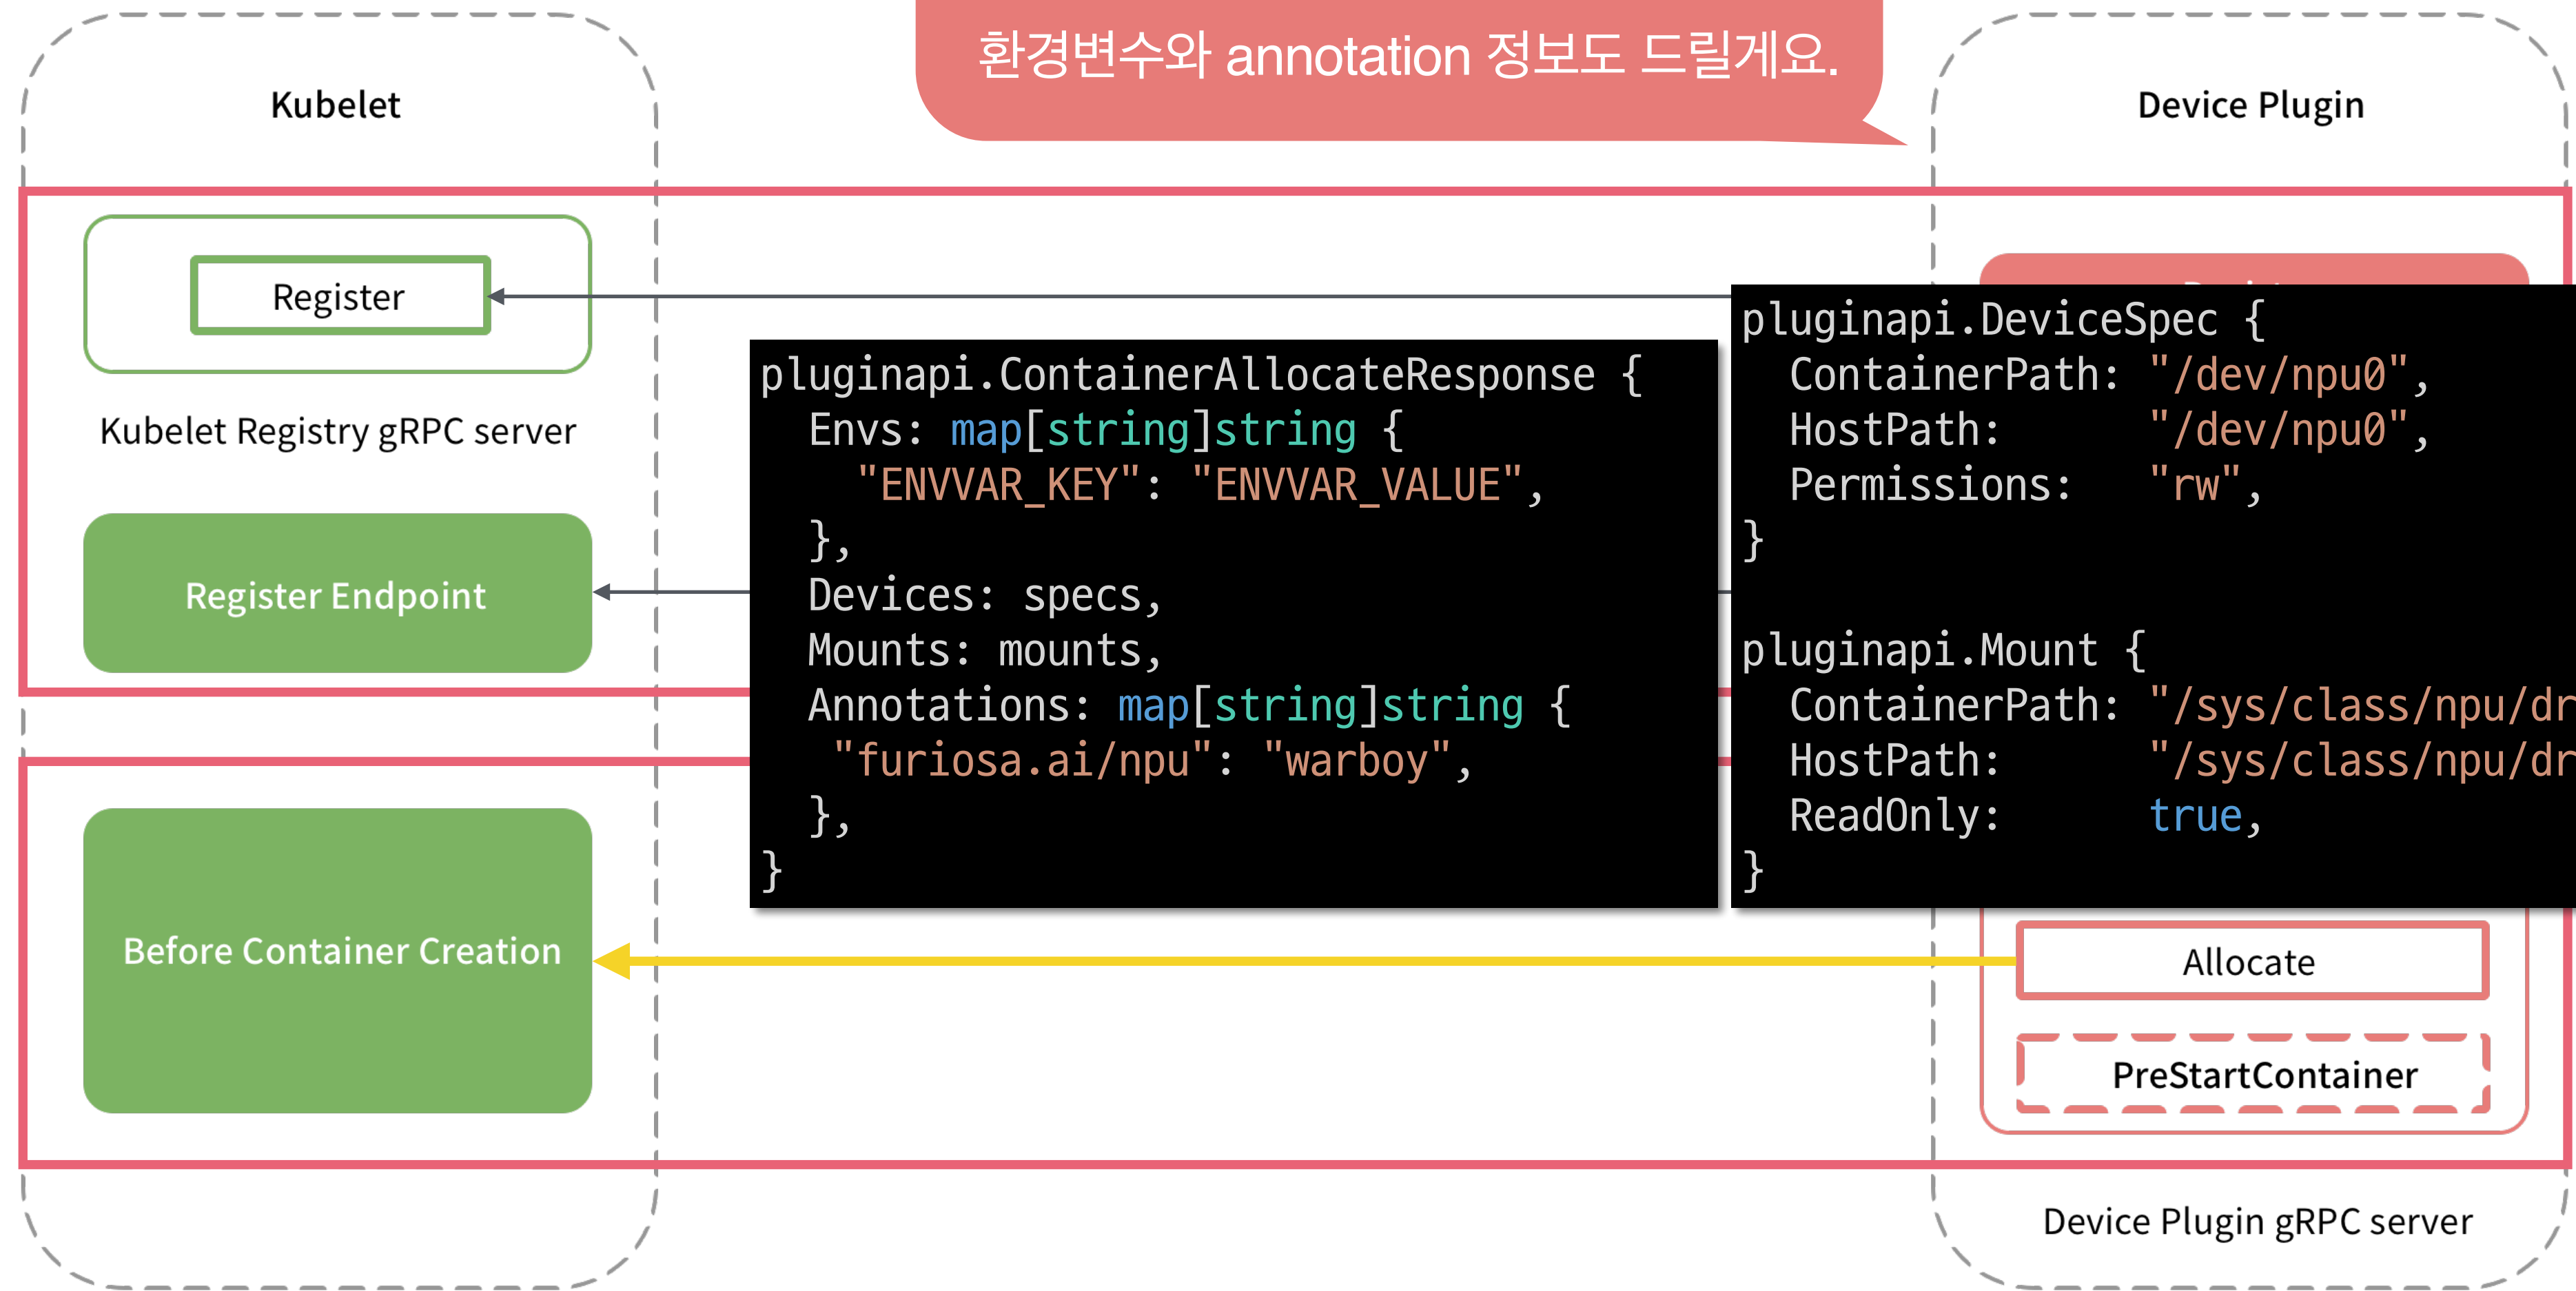 환경변수와 annotation 정보도 드릴게요.
Kubelet
Device Plugin
Register
Kubelet Registry gRPC server
Register Endpoint
Before Container Creation
pluginapi.ContainerAllocateResponse {
Envs: map[string]string {
"ENVVAR_KEY": "ENVVAR_VALUE",
},
Devices: specs,
Mounts: mounts,
Annotations: map[string]string {
"furiosa.ai/npu": "warboy",
},
}
pluginapi.DeviceSpec {
ContainerPath: "/dev/npu0",
HostPath: "/dev/npu0",
Permissions: "rw",
}
pluginapi.Mount {
ContainerPath: "/sys/class/npu/dr
HostPath: "/sys/class/npu/dr
ReadOnly: true,
}
Allocate
PreStartContainer
Device Plugin gRPC server